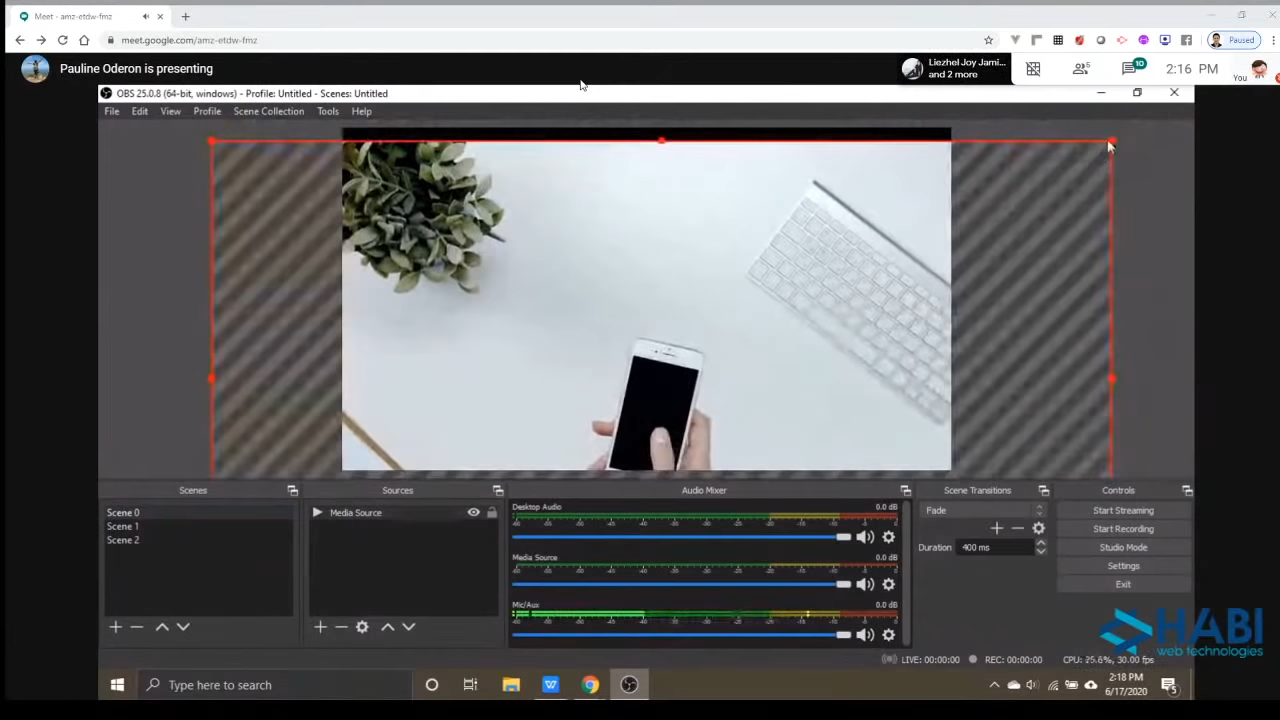 Meet - amz-etdw-fmz
meet.google.com/amz-etdw-fmz
Paused
Pauline Oderon is presenting
Liezhel Joy Jami...
and 2 more
5
10
2:16 PM
You
OBS 25.0.8 (64-bit, windows) - Profile: Untitled - Scenes: Untitled
File Edit View Profile Scene Collection Tools Help
Scenes
Scene 0
Scene 1
Scene 2
Sources
Media Source
Audio Mixer
Desktop Audio 0.0 dB
Media Source 0.0 dB
Mic/Aux 0.0 dB
Scene Transitions
Fade
Duration 400 ms
Controls
Start Streaming
Start Recording
Studio Mode
Settings
Exit
HABI
web technologies
LIVE: 00:00:00 REC: 00:00:00 CPU: 25.6%, 30.00 fps
Type here to search
2:18 PM
6/17/2020
5